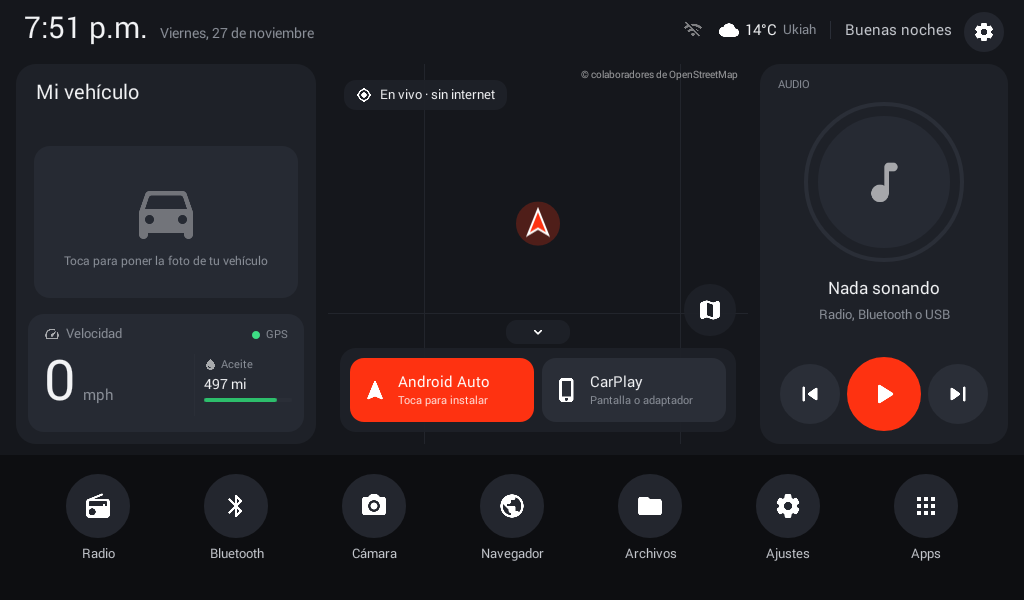 7:51 p.m.
Viernes, 27 de noviembre
14°C Ukiah
Buenas noches
Mi vehículo
Toca para poner la foto de tu vehículo
Velocidad
GPS
0 mph
Aceite
497 mi
© colaboradores de OpenStreetMap
En vivo · sin internet
Android Auto
Toca para instalar
CarPlay
Pantalla o adaptador
AUDIO
Nada sonando
Radio, Bluetooth o USB
Radio
Bluetooth
Cámara
Navegador
Archivos
Ajustes
Apps